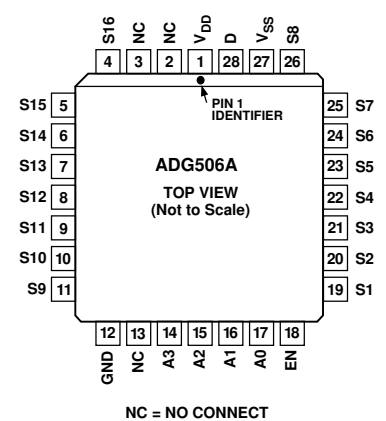 S16 NC NC VDD D VSS S8
4 3 2 1 28 27 26
PIN 1
IDENTIFIER
S15 5
S14 6
S13 7
S12 8
S11 9
S10 10
S9 11
ADG506A
TOP VIEW
(Not to Scale)
25 S7
24 S6
23 S5
22 S4
21 S3
20 S2
19 S1
12 13 14 15 16 17 18
GND NC A3 A2 A1 A0 EN
NC = NO CONNECT